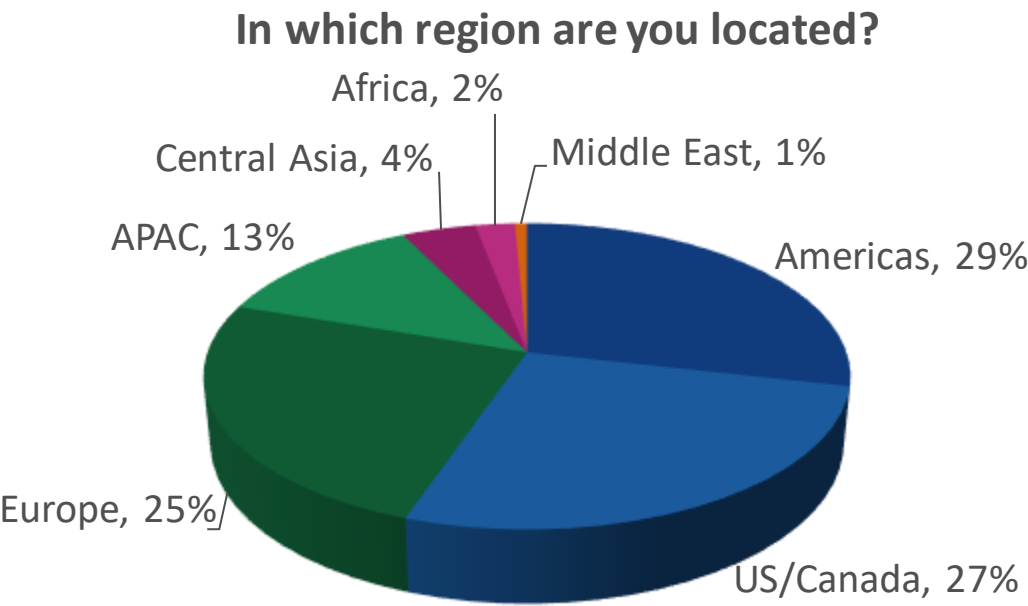 In which region are you located?
Africa, 2%
Central Asia, 4%
Middle East, 1%
APAC, 13%
Americas, 29%
Europe, 25%
US/Canada, 27%